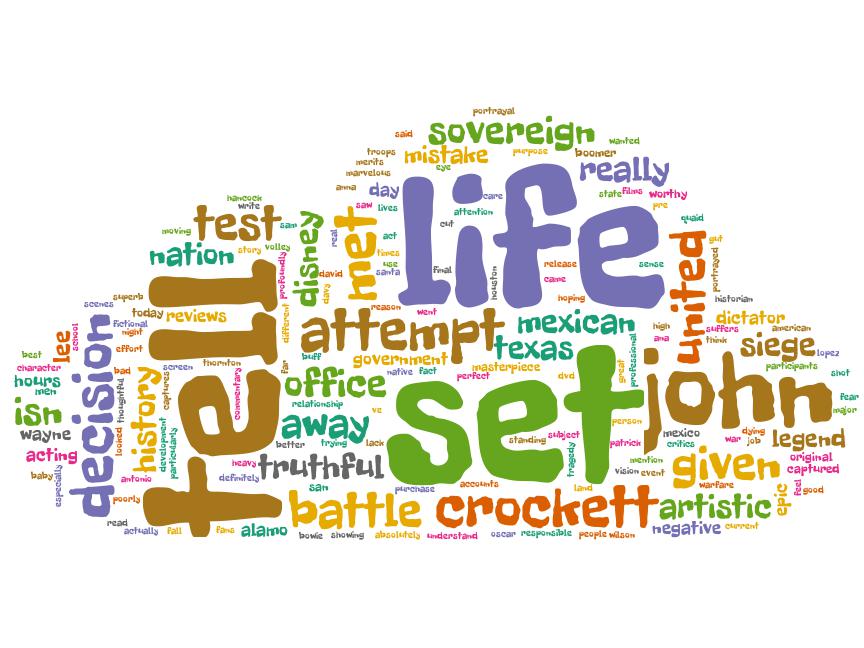 portrayal
said
sovereign
wanted
troops
mistake
purpose
boomer
merits
eye
really
marvelous
anna
day
life
care
state
films
worthy
hancock
write
saw
lives
attention
pre
test
sam
disney
real
met
act
cut
quaid
moving
nation
story
volley
times
use
santa
final
houston
release
came
sense
united
gut
portrayed
profoundly
david
davy
hoping
historian
superb
tell
scenes
today
reviews
different
reason
went
attempt
mexican
high
suffers
dictator
american
fictional
night
lee
school
decision
effort
buff
government
texas
ana
think
siege
lopez
best
character
bad
screen
thornton
far
native
fact
masterpiece
perfect
dvd
great
professional
john
participants
shot
hours
men
thoughtful
history
captures
commentary
office
relationship
ve
set
fear
major
isn
wayne
looked
development
particularly
away
better
trying
lack
standing
subject
tragedy
person
patrick
mexico
critics
war
dying
job
legend
acting
baby
especially
antonio
heavy
definitely
truthful
mention
vision
event
given
original
captured
poorly
san
purchase
accounts
warfare
epic
feel
good
read
actually
fall
fans
alamo
battle
crockett
artistic
negative
current
bowie
showing
absolutely
understand
oscar
responsible
people
wilson
land